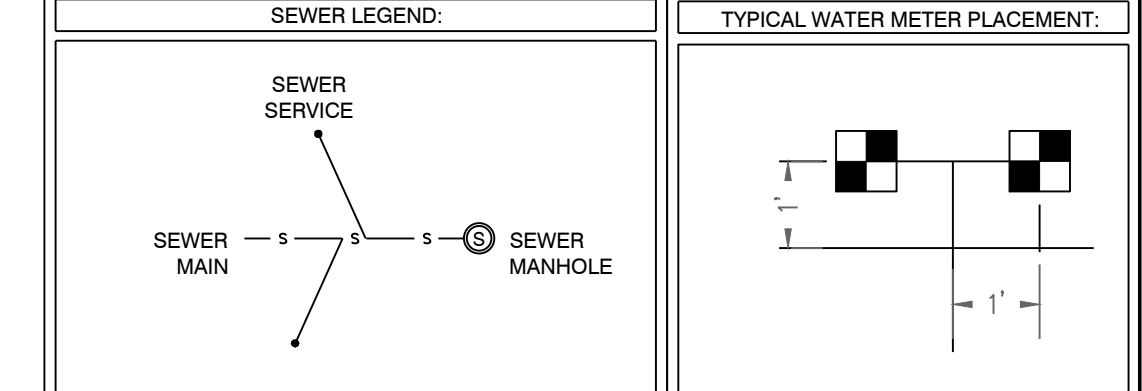 SEWER LEGEND:
SEWER
SERVICE
SEWER
MAIN
S
S
S
S
SEWER
MANHOLE
TYPICAL WATER METER PLACEMENT:
1'
1'